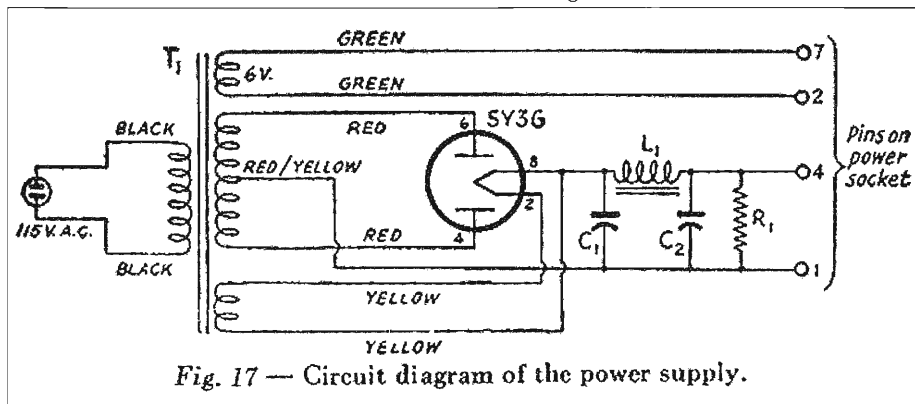 GREEN
7
T1
6V.
GREEN
2
BLACK
RED
6
5Y3G
RED/YELLOW
8
L1
4
Pins on
power
socket
2
115 V. A.C.
C1
C2
R1
RED
4
BLACK
1
YELLOW
YELLOW
Fig. 17 — Circuit diagram of the power supply.